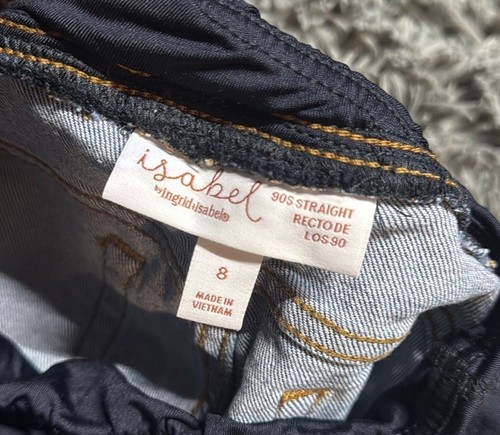 isabel
by ingrid+isabel®
90S STRAIGHT
RECTO DE
LOS 90
8
MADE IN
VIETNAM